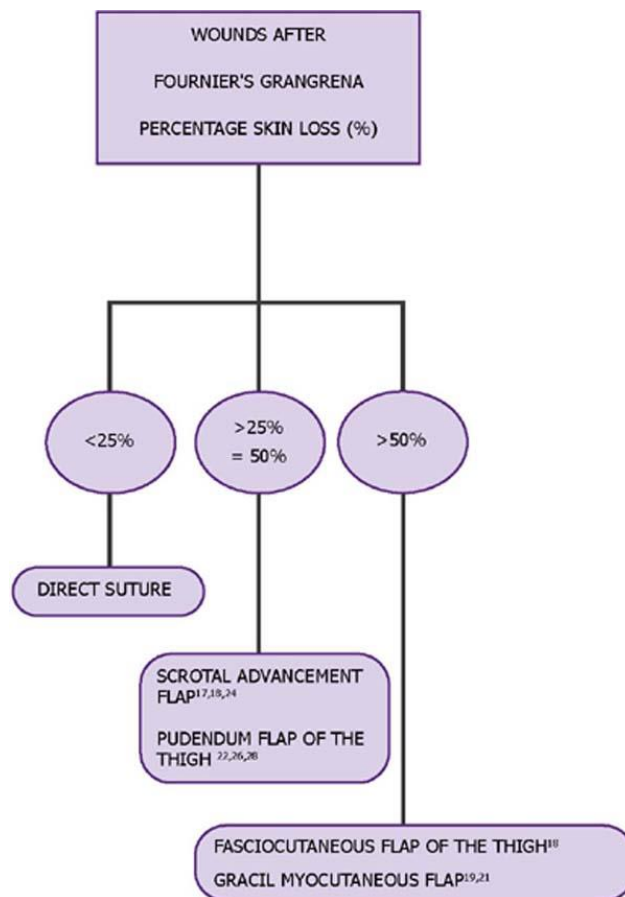 WOUNDS AFTER
FOURNIER'S GRANGRENA
PERCENTAGE SKIN LOSS (%)
<25%
>25%
= 50%
>50%
DIRECT SUTURE
SCROTAL ADVANCEMENT
FLAP17,18,24
PUDENDUM FLAP OF THE
THIGH 22,26,28
FASCIOCUTANEOUS FLAP OF THE THIGH18
GRACIL MYOCUTANEOUS FLAP19,21